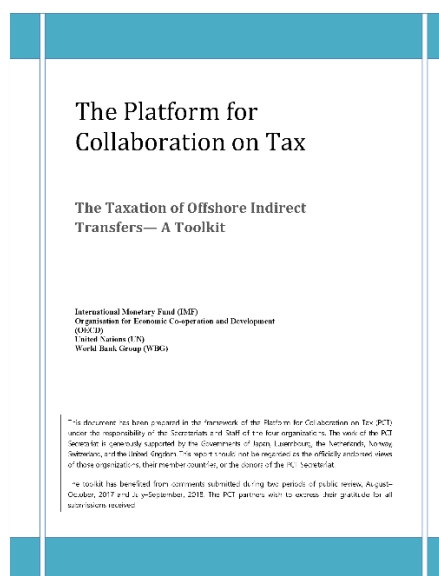 The Platform for
Collaboration on Tax
The Taxation of Offshore Indirect
Transfers— A Toolkit
International Monetary Fund (IMF)
Organisation for Economic Co-operation and Development
(OECD)
United Nations (UN)
World Bank Group (WBG)
This document has been prepared in the framework of the Platform for Collaboration on Tax (PCT)
under the responsibility of the Secretariats and Staff of the four organizations. The work of the PCT
Secretariat is generously supported by the Governments of Japan, Luxembourg, the Netherlands, Norway,
Switzerland, and the United Kingdom. This report should not be regarded as the officially endorsed views
of those organizations, their member countries, or the donors of the PCT Secretariat.
The toolkit has benefited from comments submitted during two periods of public review, August–
October, 2017 and July–September, 2018. The PCT partners wish to express their gratitude for all
submissions received